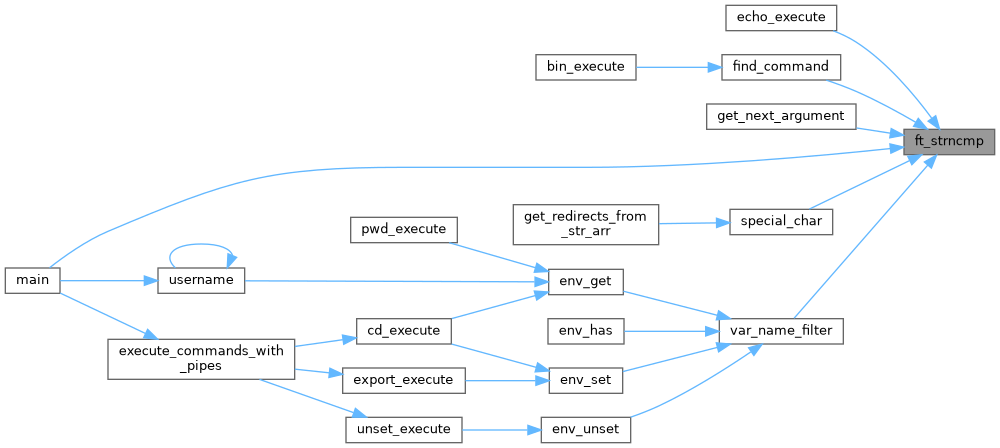 echo_execute
bin_execute
find_command
get_next_argument
ft_strncmp
get_redirects_from
_str_arr
special_char
pwd_execute
main
username
env_get
cd_execute
env_has
var_name_filter
execute_commands_with
_pipes
export_execute
env_set
unset_execute
env_unset